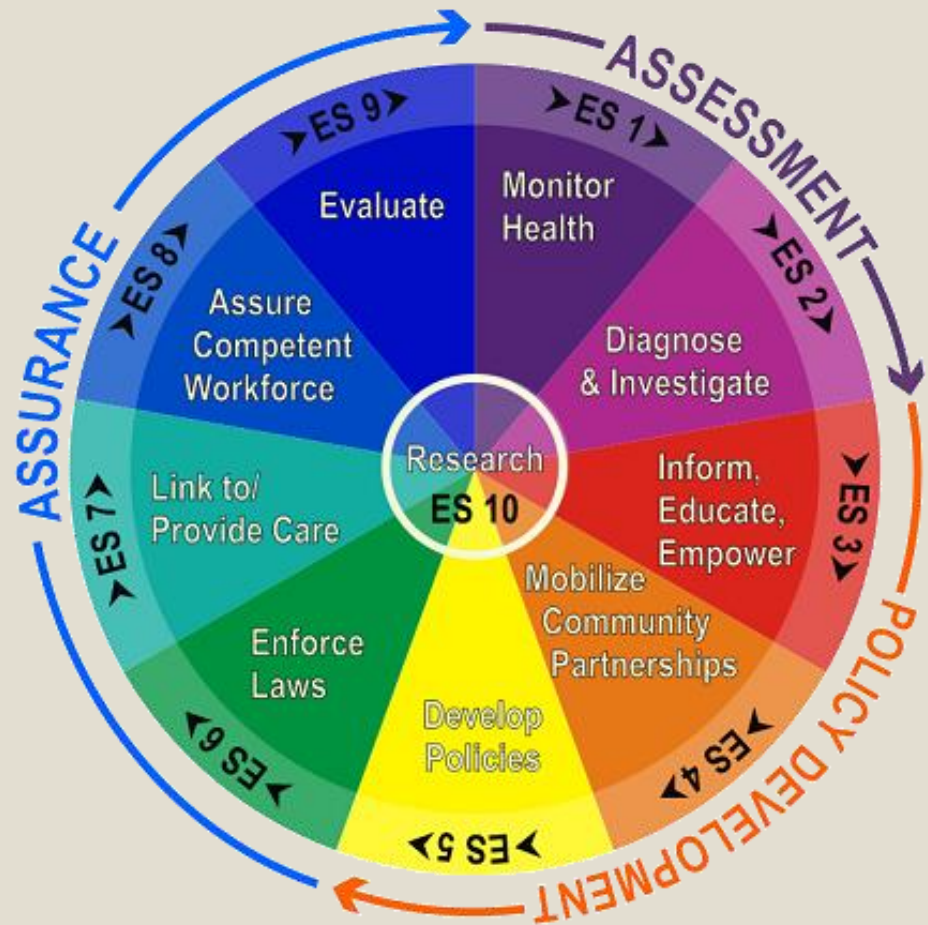 ASSESSMENT
POLICY DEVELOPMENT
ASSURANCE
ES 1
Monitor
Health
ES 2
Diagnose
& Investigate
ES 3
Inform,
Educate,
Empower
ES 4
Mobilize
Community
Partnerships
ES 5
Develop
Policies
ES 6
Enforce
Laws
ES 7
Link to/
Provide Care
ES 8
Assure
Competent
Workforce
ES 9
Evaluate
Research
ES 10